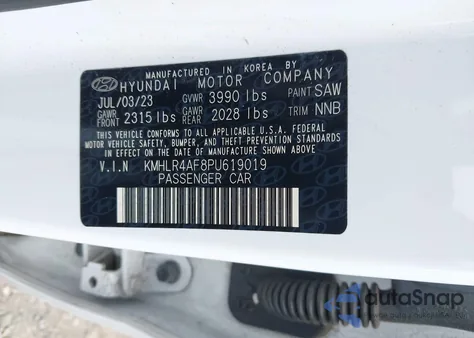 MANUFACTURED IN KOREA BY
HYUNDAI MOTOR COMPANY
JUL/03/23 GVWR 3990 lbs PAINT SAW
GAWR FRONT 2315 lbs GAWR REAR 2028 lbs TRIM NNB
THIS VEHICLE CONFORMS TO ALL APPLICABLE U.S.A. FEDERAL
MOTOR VEHICLE SAFETY, BUMPER, AND THEFT PREVENTION
STANDARDS IN EFFECT ON THE DATE OF MANUFACTURE SHOWN ABOVE.
V.I.N KMHLR4AF8PU619019
PASSENGER CAR
autoSnap